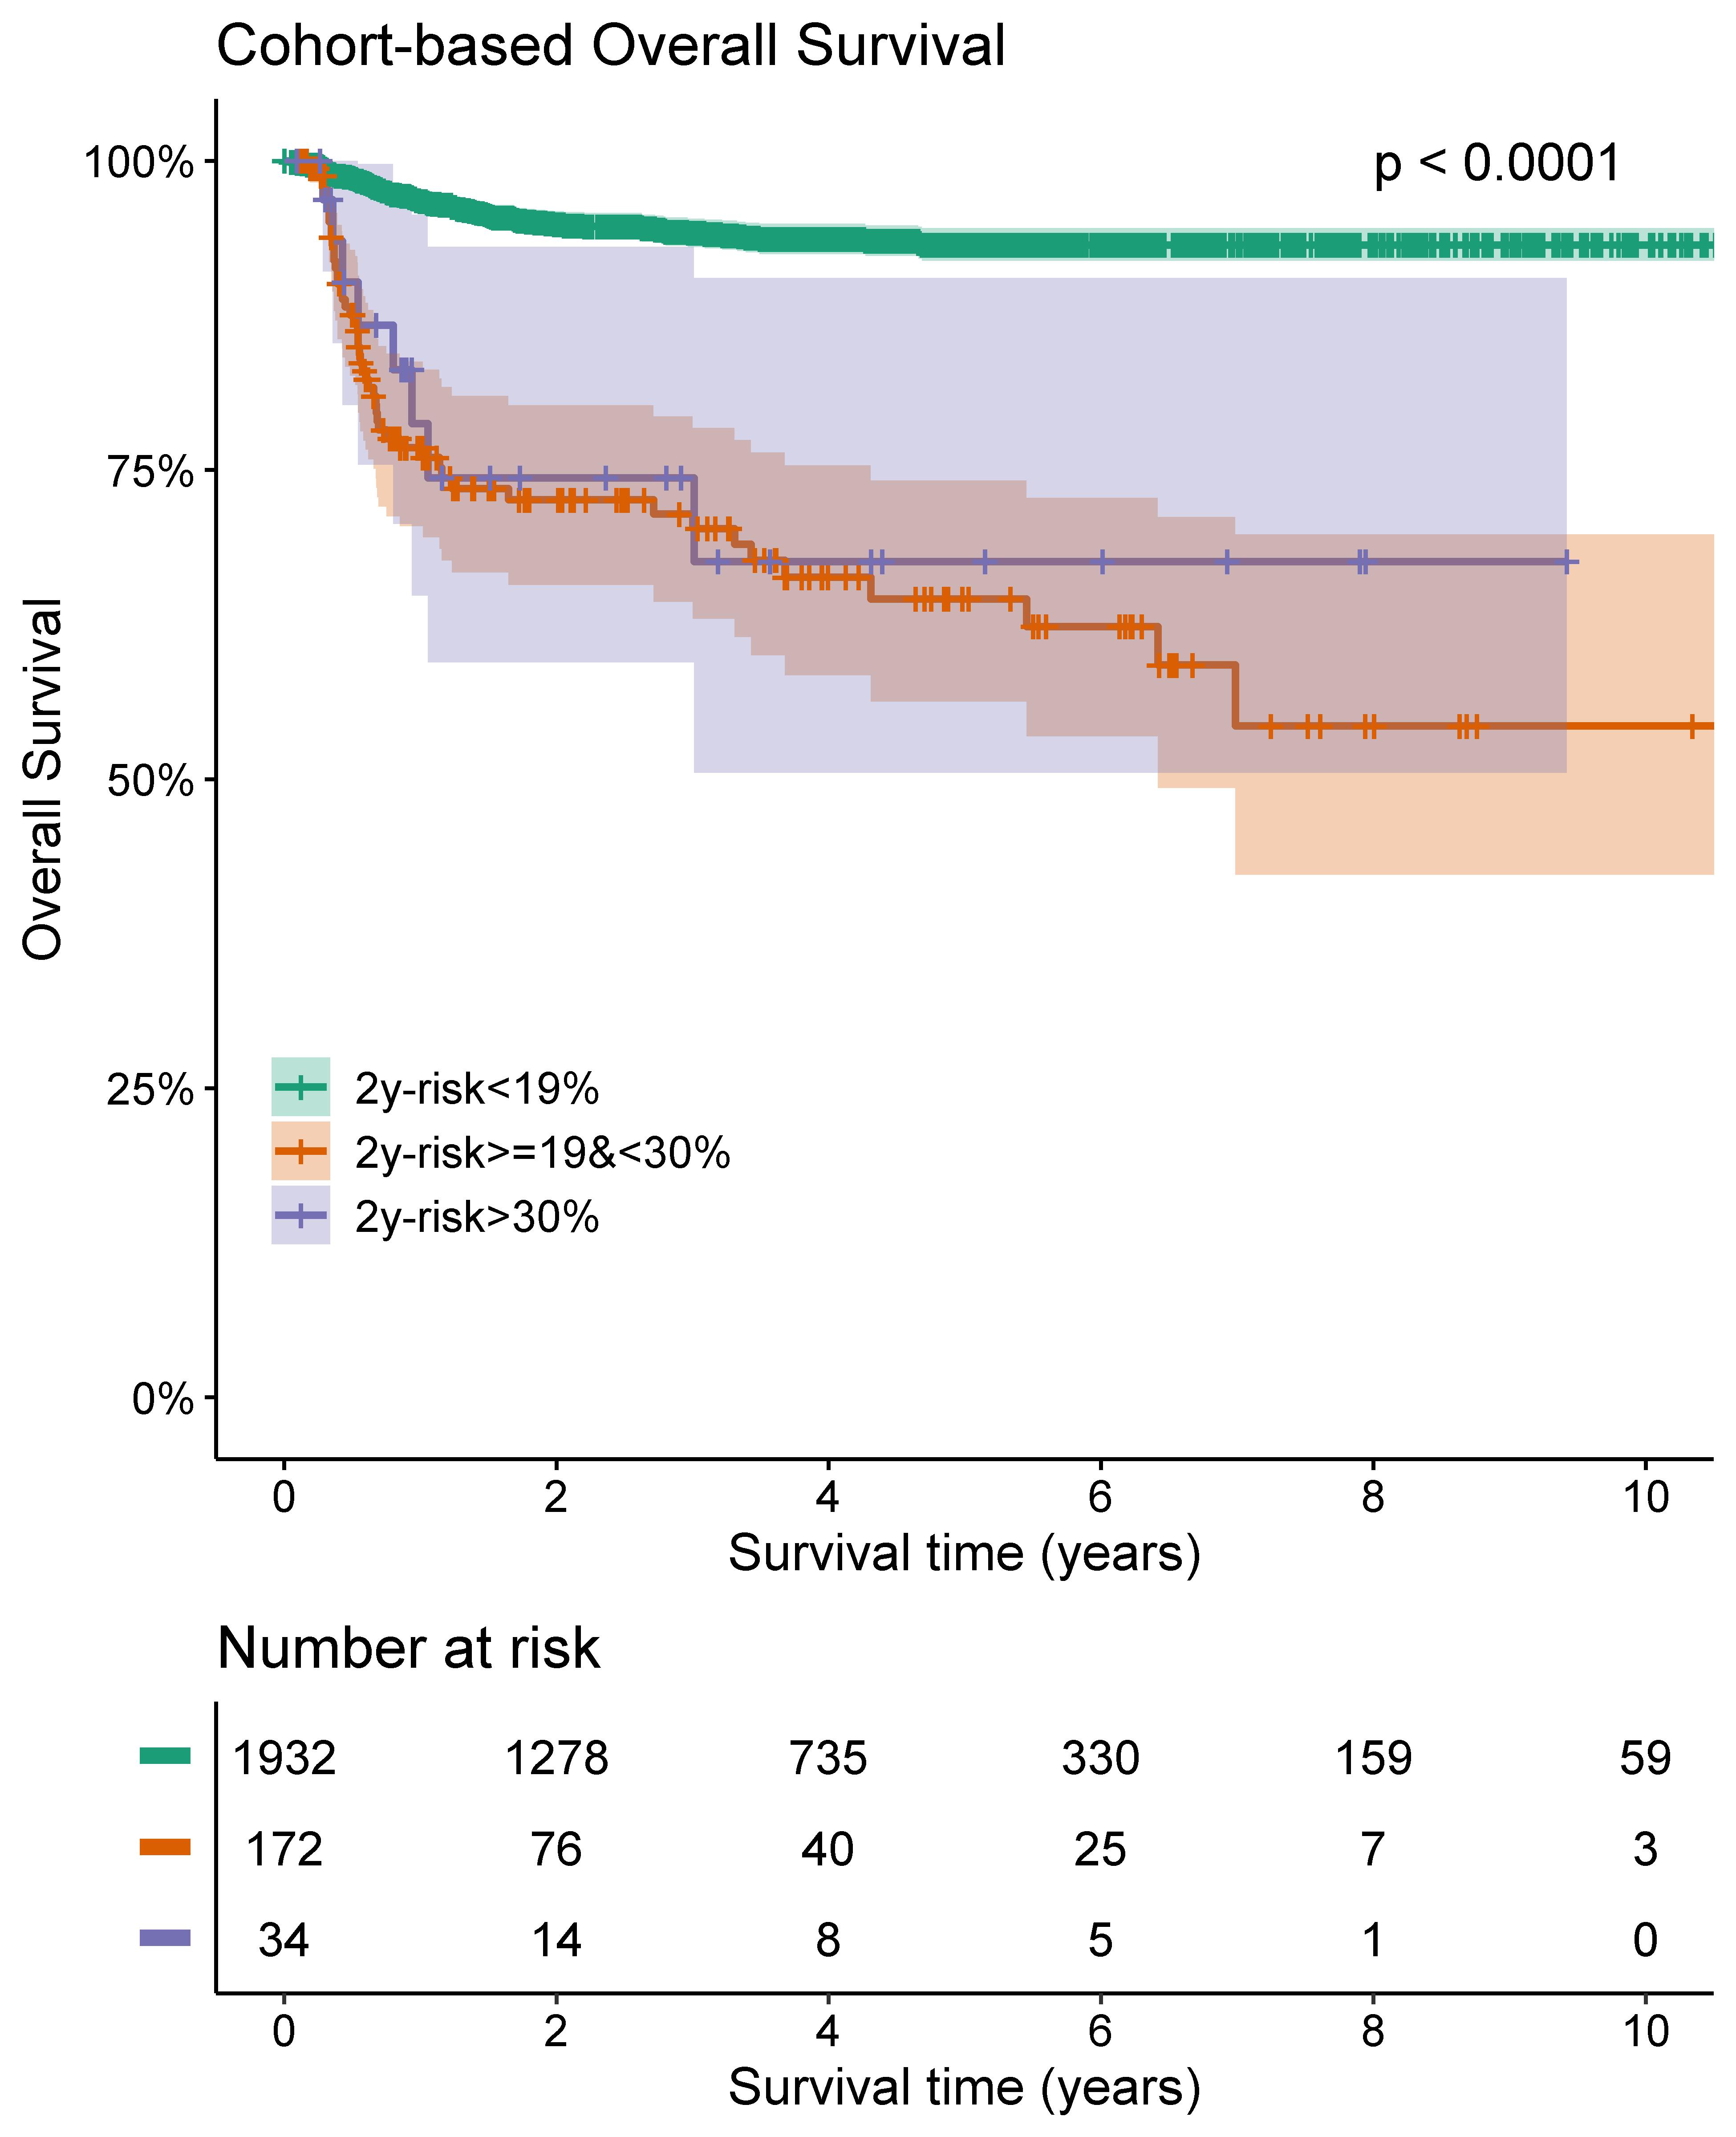 Cohort-based Overall Survival
p < 0.0001
100%
75%
50%
25%
0%
Overall Survival
2y-risk<19%
2y-risk>=19&<30%
2y-risk>30%
0 2 4 6 8 10
Survival time (years)
Number at risk
1932 1278 735 330 159 59
172 76 40 25 7 3
34 14 8 5 1 0
0 2 4 6 8 10
Survival time (years)